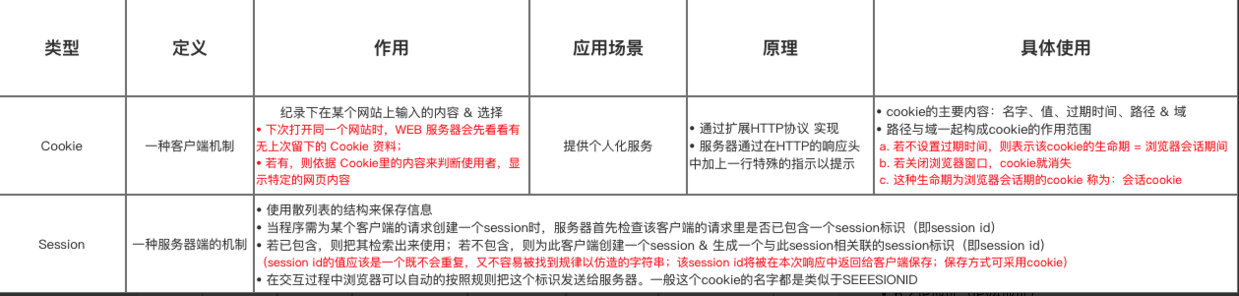 类型
定义
作用
应用场景
原理
具体使用
Cookie
一种客户端机制
纪录下在某个网站上输入的内容 & 选择
• 下次打开同一个网站时，WEB 服务器会先看看有
无上次留下的 Cookie 资料；
• 若有，则依据 Cookie里的内容来判断使用者，显
示特定的网页内容
提供个人化服务
• 通过扩展HTTP协议 实现
• 服务器通过在HTTP的响应头
中加上一行特殊的指示以提示
• cookie的主要内容：名字、值、过期时间、路径 & 域
• 路径与域一起构成cookie的作用范围
a. 若不设置过期时间，则表示该cookie的生命期 = 浏览器会话期间
b. 若关闭浏览器窗口，cookie就消失
c. 这种生命期为浏览器会话期的cookie 称为：会话cookie
Session
一种服务器端的机制
• 使用散列表的结构来保存信息
• 当程序需为某个客户端的请求创建一个session时，服务器首先检查该客户端的请求里是否已包含一个session标识（即session id）
• 若已包含，则把其检索出来使用；若不包含，则为此客户端创建一个session & 生成一个与此session相关联的session标识（即session id）
（session id的值应该是一个既不会重复，又不容易被找到规律以仿造的字符串；该session id将被在本次响应中返回给客户端保存；保存方式可采用cookie）
• 在交互过程中浏览器可以自动的按照规则把这个标识发送给服务器。一般这个cookie的名字都是类似于SEEESIONID